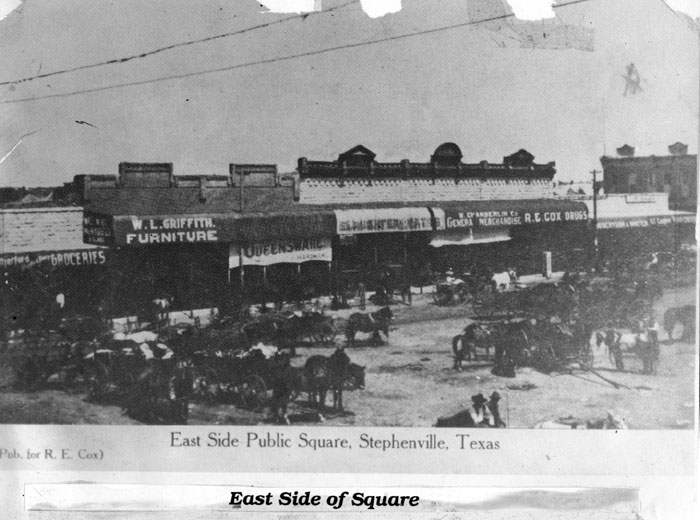 W. L. GRIFFITH.
FURNITURE
GROCERIES
QUEENSWARE
HARDWARE
GENERAL MERCHANDISE
R. E. COX DRUGS
East Side Public Square, Stephenville, Texas
Pub. for R. E. Cox)
East Side of Square